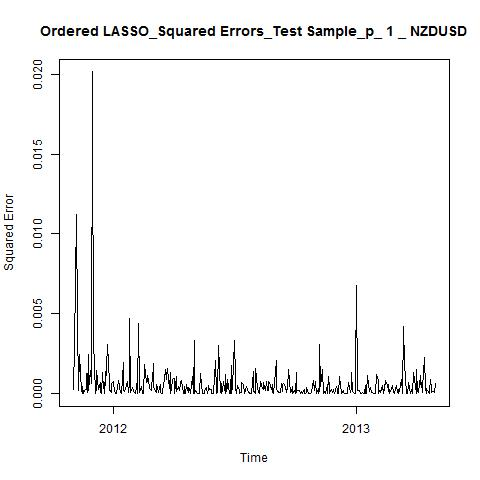 Ordered LASSO_Squared Errors_Test Sample_p_ 1 _ NZDUSD
Squared Error
0.020
0.015
0.010
0.005
0.000
2012
2013
Time